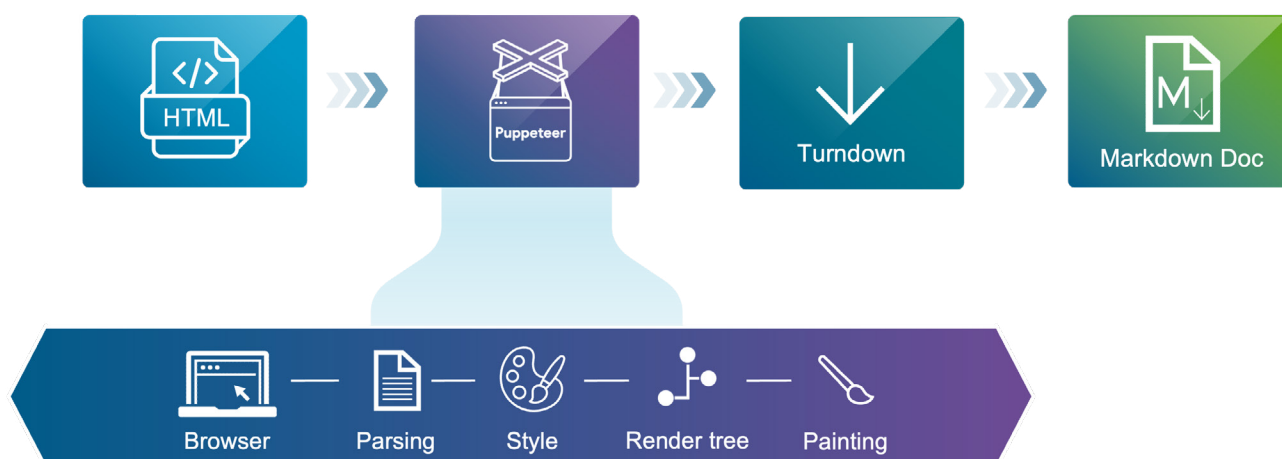 </>
HTML
Puppeteer
Turndown
M
Markdown Doc
Browser
Parsing
Style
Render tree
Painting